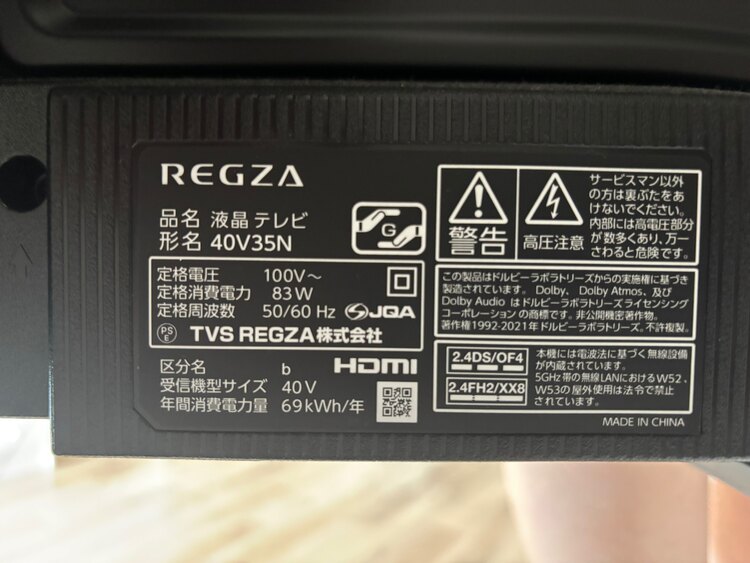 REGZA
品名 液晶テレビ
形名 40V35N
G
定格電圧 100V～
定格消費電力 83W
定格周波数 50/60 Hz JQA
PS
E
TVS REGZA株式会社
区分名 b HDMI
受信機型サイズ 40V
年間消費電力量 69kWh/年
警告
高圧注意
サービスマン以外
の方は裏ぶたをあ
けないでください。
内部には高電圧部分
が数多くあり、万一
さわると危険です。
この製品はドルビーラボラトリーズからの実施権に基づき
製造されています。Dolby、Dolby Atmos、及び
Dolby Audio はドルビーラボラトリーズライセンシング
コーポレーションの商標です。非公開機密著作物。
著作権1992-2021年ドルビーラボラトリーズ。不許複製。
2.4DS/OF4
2.4FH2/XX8
本機には電波法に基づく無線設備
が内蔵されています。
5GHz帯の無線LANにおけるW52、
W53の屋外使用は法令で禁止
されています。
MADE IN CHINA